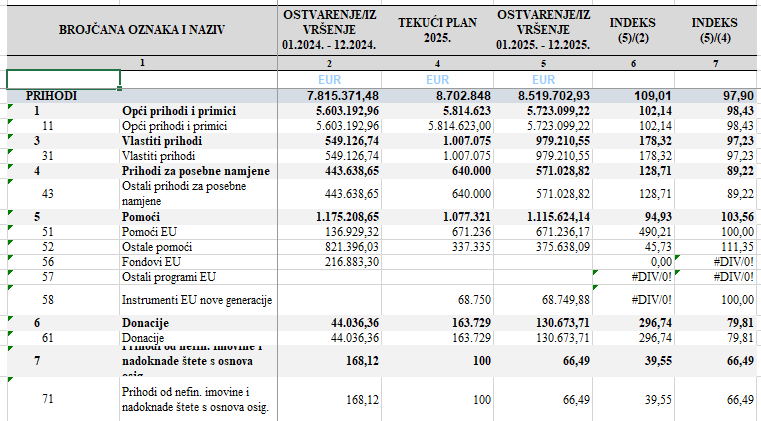 BROJČANA OZNAKA I NAZIV OSTVARENJE/IZVRŠENJE 01.2024. - 12.2024. TEKUĆI PLAN 2025. OSTVARENJE/IZVRŠENJE 01.2025. - 12.2025. INDEKS (5)/(2) INDEKS (5)/(4)
1 2 4 5 6 7
EUR EUR EUR
PRIHODI 7.815.371,48 8.702.848 8.519.702,93 109,01 97,90
1 Opći prihodi i primici 5.603.192,96 5.814.623 5.723.099,22 102,14 98,43
11 Opći prihodi i primici 5.603.192,96 5.814.623,00 5.723.099,22 102,14 98,43
3 Vlastiti prihodi 549.126,74 1.007.075 979.210,55 178,32 97,23
31 Vlastiti prihodi 549.126,74 1.007.075 979.210,55 178,32 97,23
4 Prihodi za posebne namjene 443.638,65 640.000 571.028,82 128,71 89,22
43 Ostali prihodi za posebne
namjene 443.638,65 640.000 571.028,82 128,71 89,22
5 Pomoći 1.175.208,65 1.077.321 1.115.624,14 94,93 103,56
51 Pomoći EU 136.929,32 671.236 671.236,17 490,21 100,00
52 Ostale pomoći 821.396,03 337.335 375.638,09 45,73 111,35
56 Fondovi EU 216.883,30 0,00 #DIV/0!
57 Ostali programi EU #DIV/0! #DIV/0!
58 Instrumenti EU nove generacije 68.750 68.749,88 #DIV/0! 100,00
6 Donacije 44.036,36 163.729 130.673,71 296,74 79,81
61 Donacije 44.036,36 163.729 130.673,71 296,74 79,81
Prihodi od nefin. imovine i
7 nadoknade štete s osnova 168,12 100 66,49 39,55 66,49
osig.
71 Prihodi od nefin. imovine i
nadoknade štete s osnova osig. 168,12 100 66,49 39,55 66,49